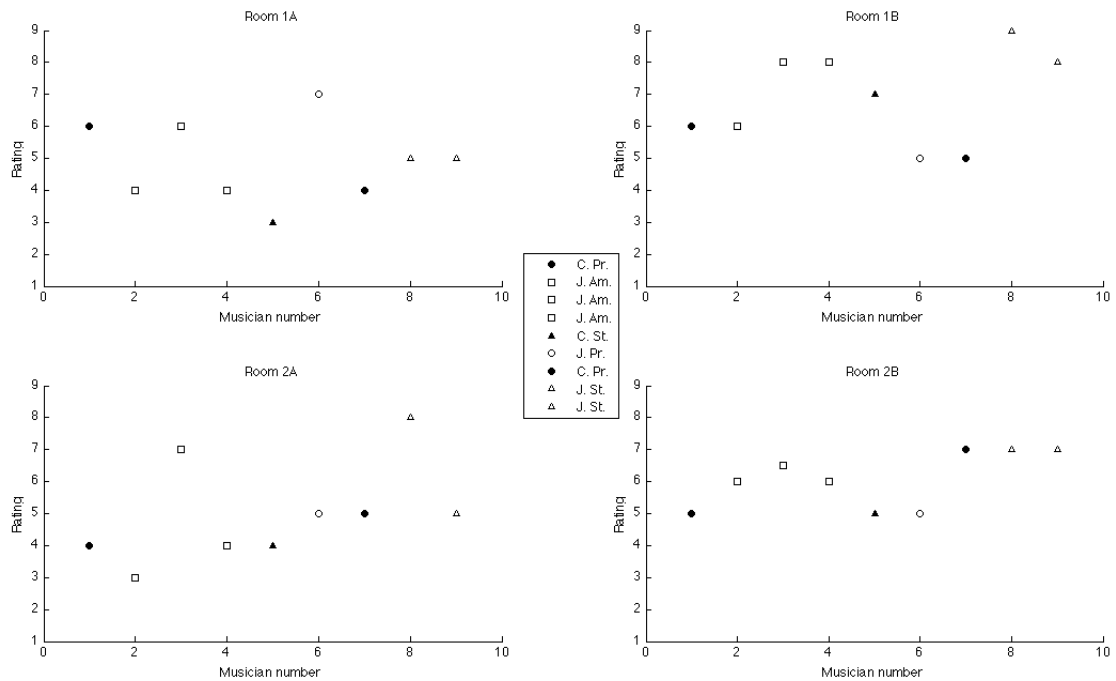 Room 1A
9
8
7
6
5
4
3
2
1
Rating
0 2 4 6 8 10
Musician number
Room 1B
9
8
7
6
5
4
3
2
1
Rating
0 2 4 6 8 10
Musician number
C. Pr.
J. Am.
J. Am.
J. Am.
C. St.
J. Pr.
C. Pr.
J. St.
J. St.
Room 2A
9
8
7
6
5
4
3
2
1
Rating
0 2 4 6 8 10
Musician number
Room 2B
9
8
7
6
5
4
3
2
1
Rating
0 2 4 6 8 10
Musician number